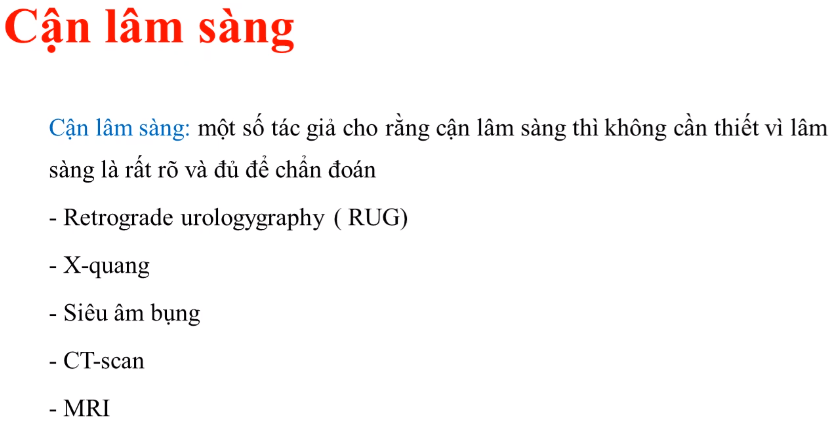 Cận lâm sàng
Cận lâm sàng: một số tác giả cho rằng cận lâm sàng thì không cần thiết vì lâm
sàng là rất rõ và đủ để chẩn đoán
- Retrograde urologygraphy ( RUG)
- X-quang
- Siêu âm bụng
- CT-scan
- MRI